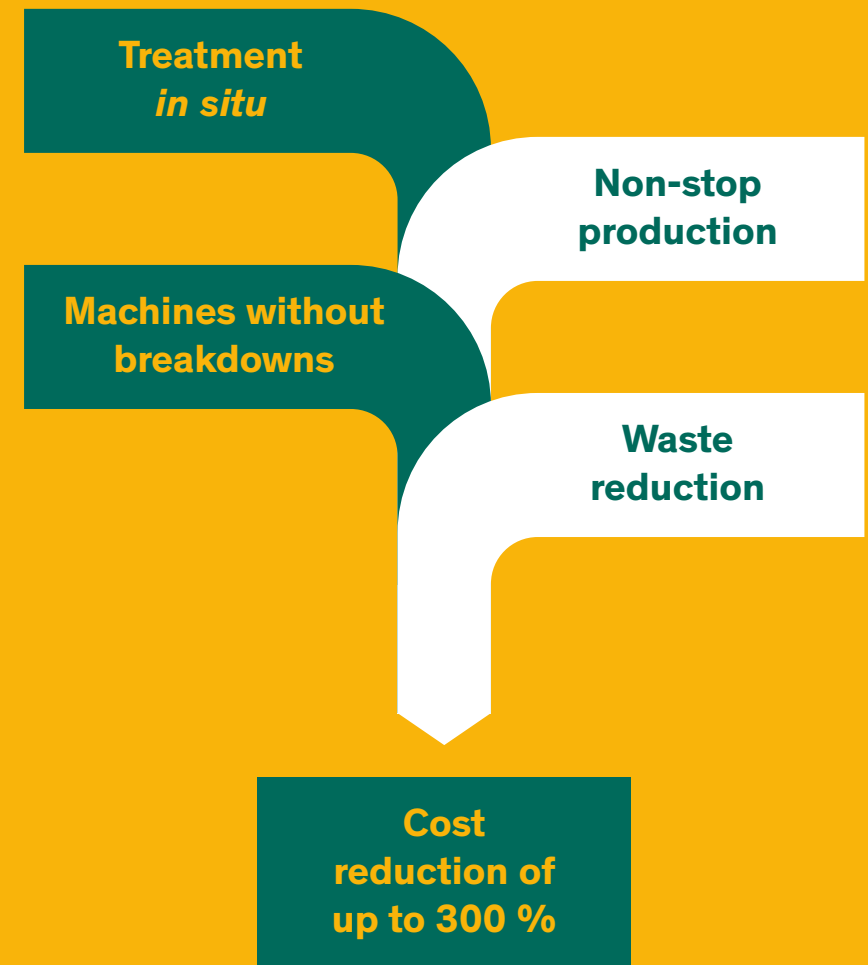 Treatment
in situ
Non-stop
production
Machines without
breakdowns
Waste
reduction
Cost
reduction of
up to 300 %